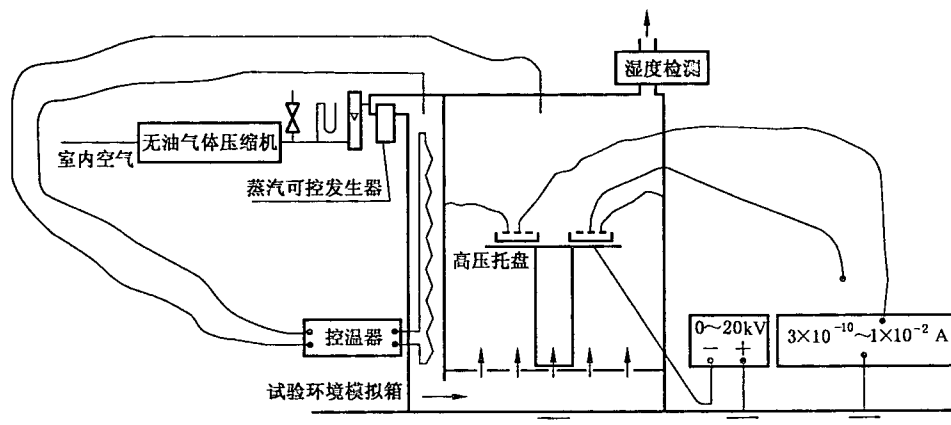 湿度检测
无油气体压缩机
室内空气
蒸汽可控发生器
高压托盘
控温器
0～20kV
－ ＋
3×10⁻¹⁰～1×10⁻² A
试验环境模拟箱